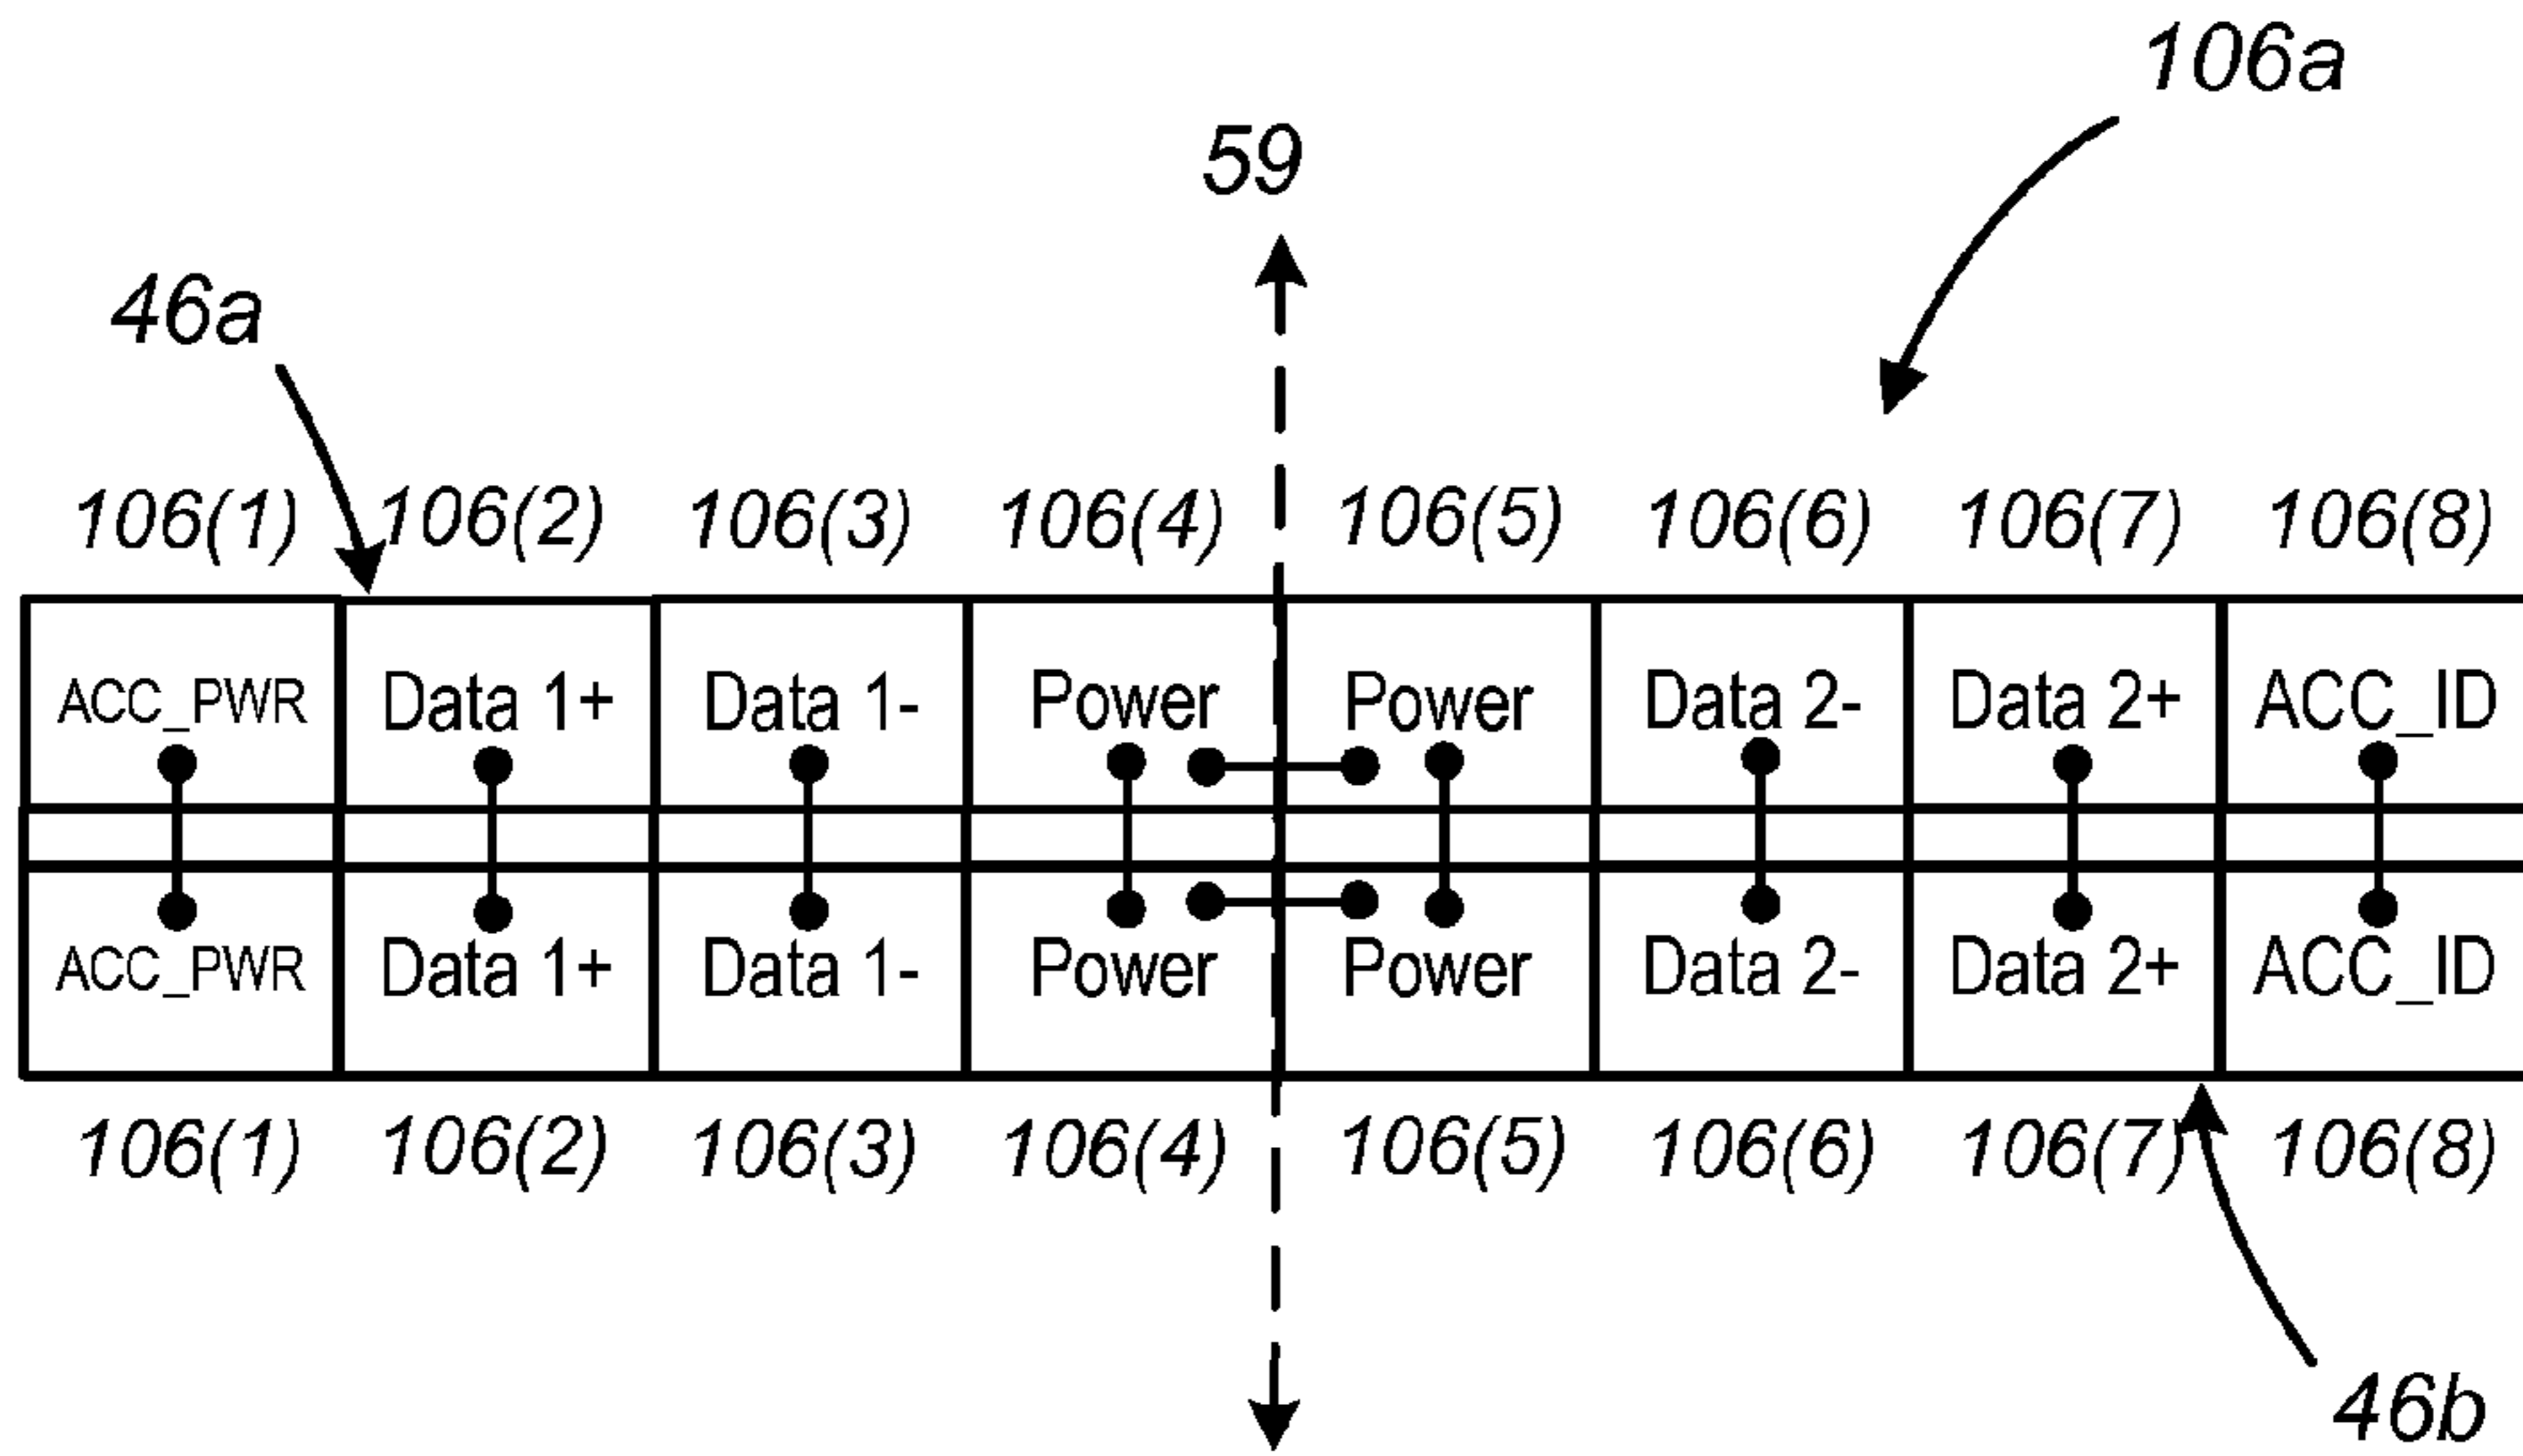 106a
59
46a
106(1) 106(2) 106(3) 106(4) 106(5) 106(6) 106(7) 106(8)
ACC_PWR Data 1+ Data 1- Power Power Data 2- Data 2+ ACC_ID
ACC_PWR Data 1+ Data 1- Power Power Data 2- Data 2+ ACC_ID
106(1) 106(2) 106(3) 106(4) 106(5) 106(6) 106(7) 106(8)
46b